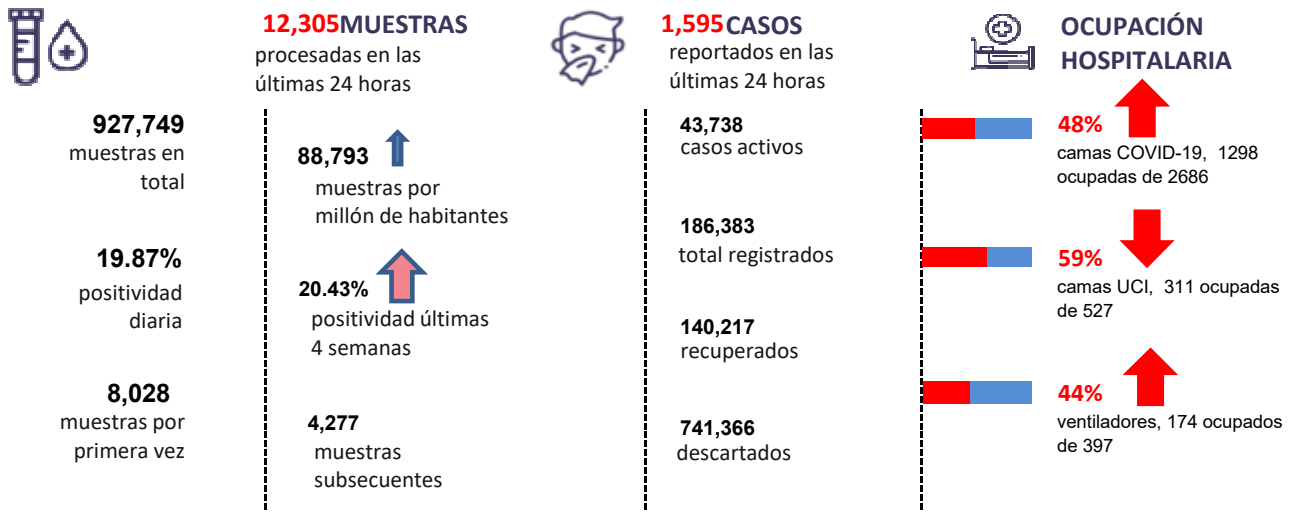 12,305MUESTRAS
procesadas en las
últimas 24 horas
1,595 CASOS
reportados en las
últimas 24 horas
OCUPACIÓN
HOSPITALARIA
927,749
muestras en
total
19.87%
positividad
diaria
8,028
muestras por
primera vez
88,793
muestras por
millón de habitantes
20.43%
positividad últimas
4 semanas
4,277
muestras
subsecuentes
43,738
casos activos
186,383
total registrados
140,217
recuperados
741,366
descartados
48%
camas COVID-19, 1298
ocupadas de 2686
59%
camas UCI, 311 ocupadas
de 527
44%
ventiladores, 174 ocupados
de 397